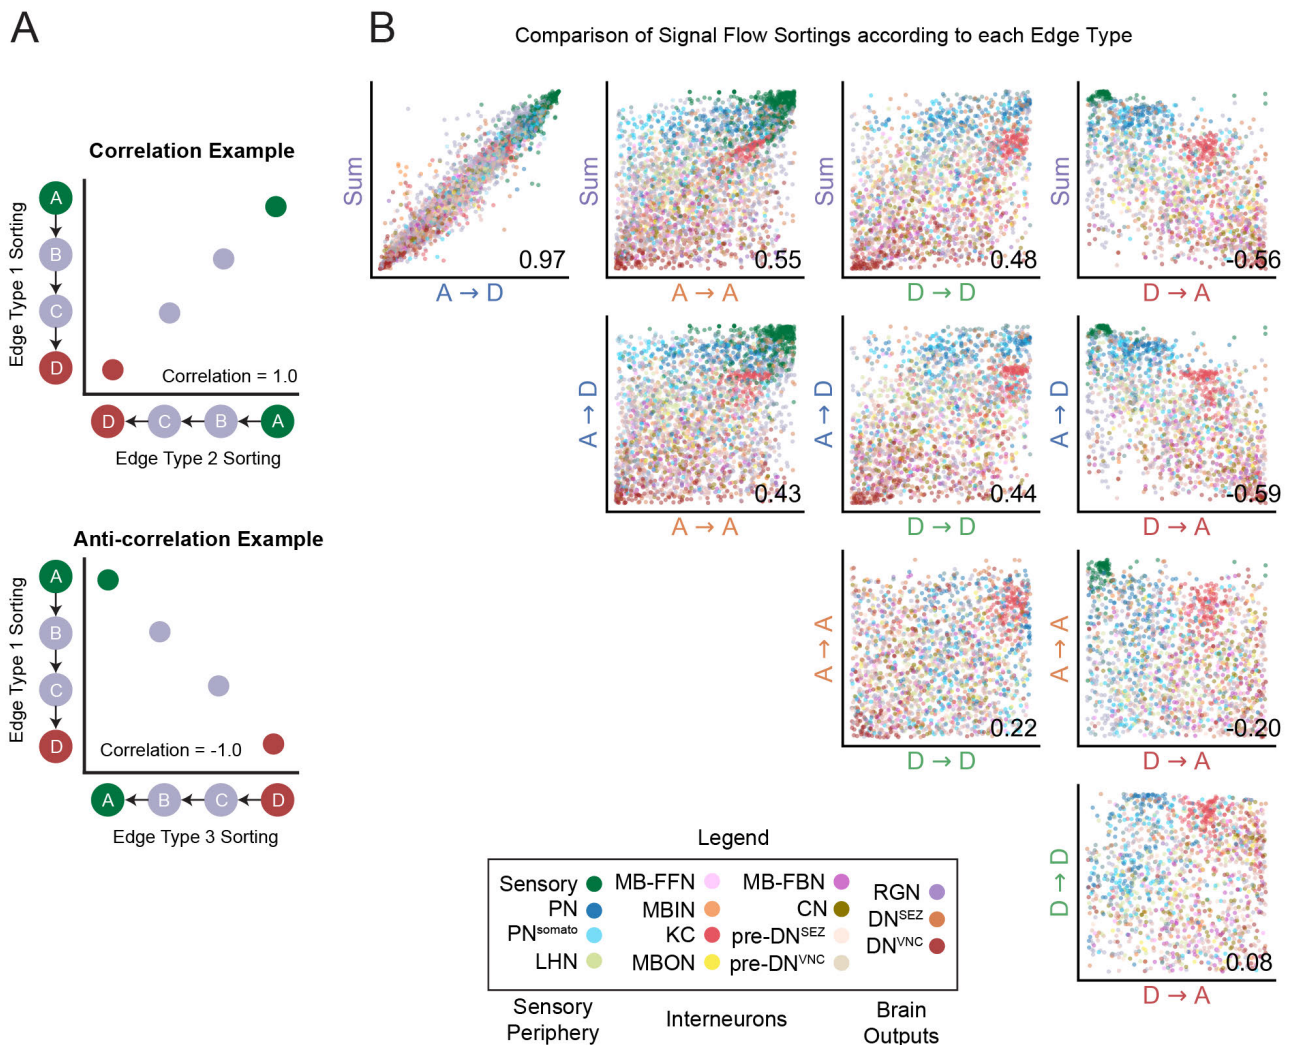 A
B
Comparison of Signal Flow Sortings according to each Edge Type
Correlation Example
Edge Type 1 Sorting
A
B
C
D
Correlation = 1.0
D
C
B
A
Edge Type 2 Sorting
Anti-correlation Example
Edge Type 1 Sorting
A
B
C
D
Correlation = -1.0
A
B
C
D
Edge Type 3 Sorting
Sum
0.97
A → D
Sum
0.55
A → A
Sum
0.48
D → D
Sum
-0.56
D → A
A → D
0.43
A → A
A → D
0.44
D → D
A → D
-0.59
D → A
A → A
0.22
D → D
A → A
-0.20
D → A
D → D
0.08
D → A
Legend
Sensory
PN
PNsomato
LHN
MB-FFN
MBIN
KC
MBON
MB-FBN
CN
pre-DNSEZ
pre-DNVNC
RGN
DNSEZ
DNVNC
Sensory
Periphery
Interneurons
Brain
Outputs